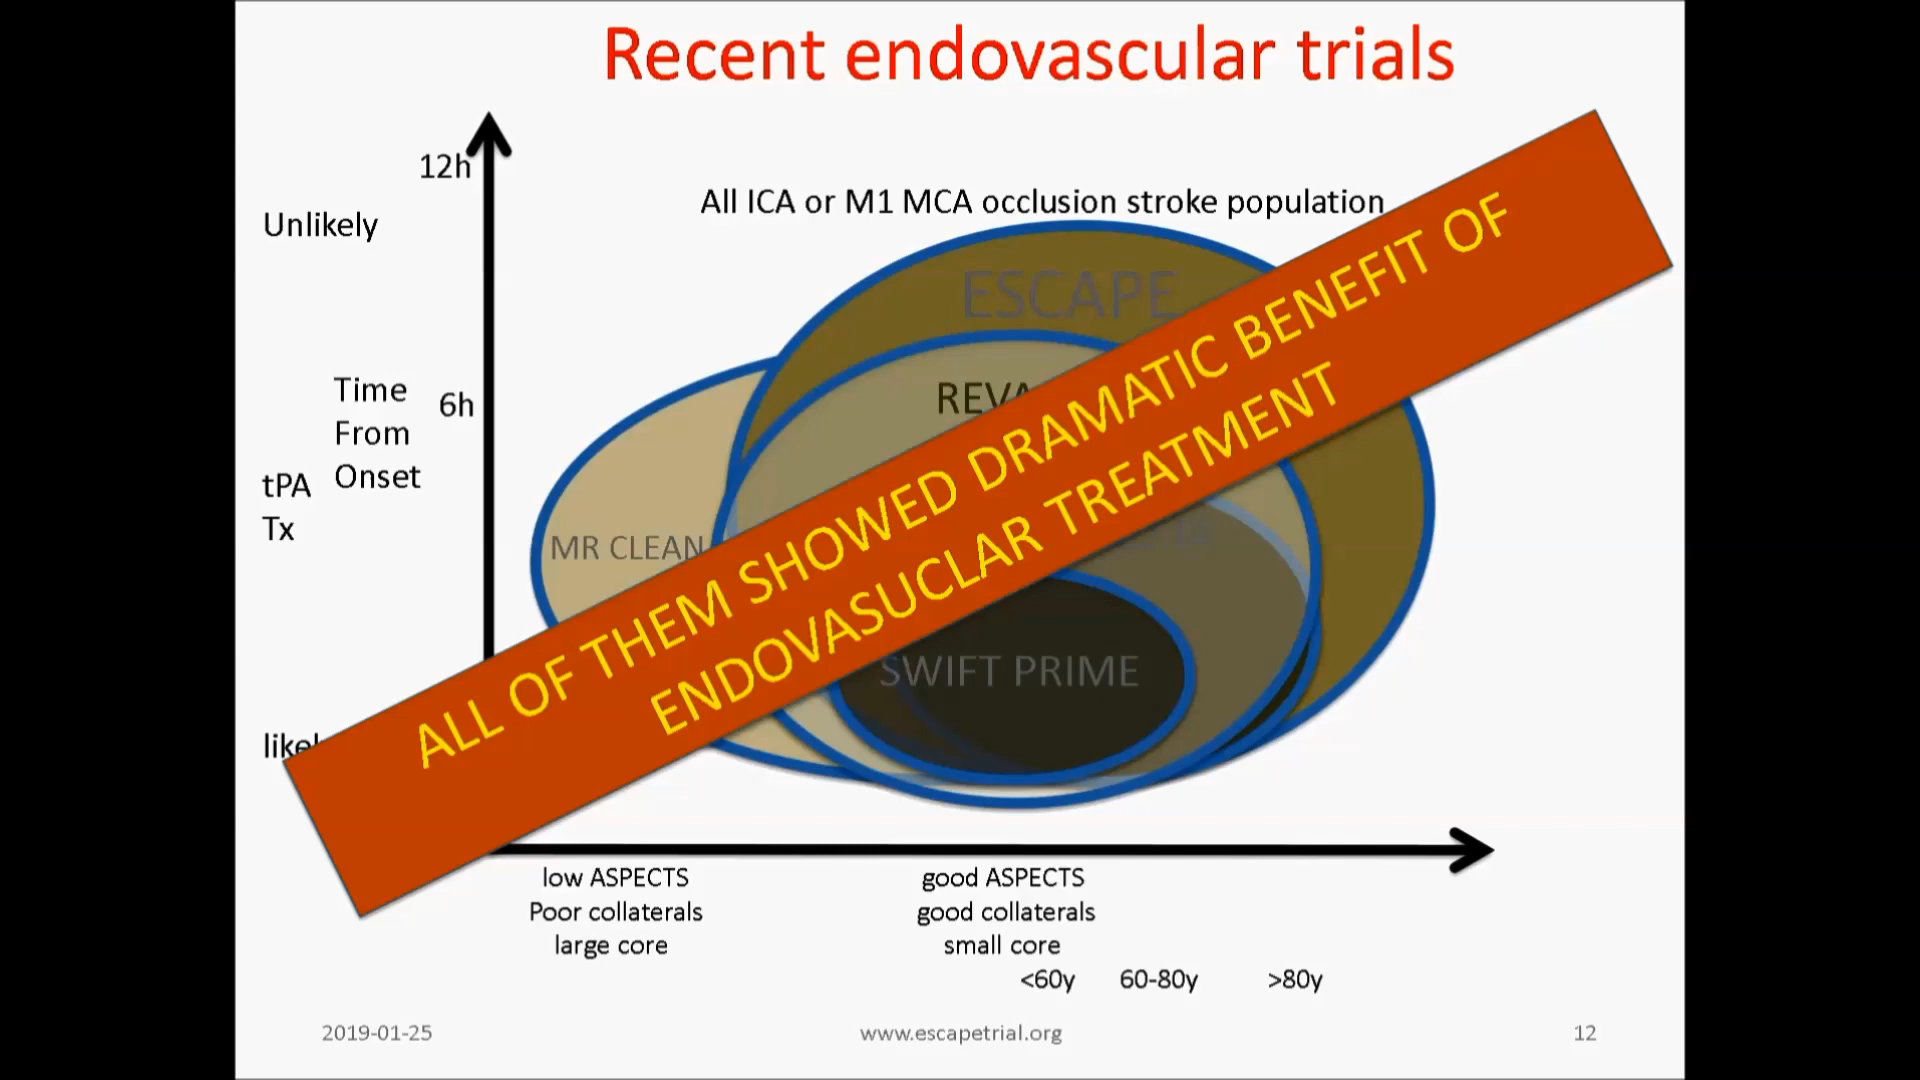 Recent endovascular trials
12h
All ICA or M1 MCA occlusion stroke population
Unlikely
ESCAPE
Time
From
Onset
6h
REVA
tPA
Tx
MR CLEAN
SWIFT PRIME
ALL OF THEM SHOWED DRAMATIC BENEFIT OF
ENDOVASUCLAR TREATMENT
low ASPECTS
Poor collaterals
large core
good ASPECTS
good collaterals
small core
<60y 60-80y >80y
2019-01-25
www.escapetrial.org
12